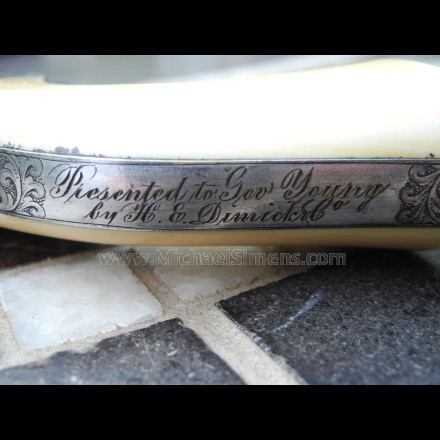 Presented to Gov Young
by H. E. Dimick & Co
www.MichaelSimens.com